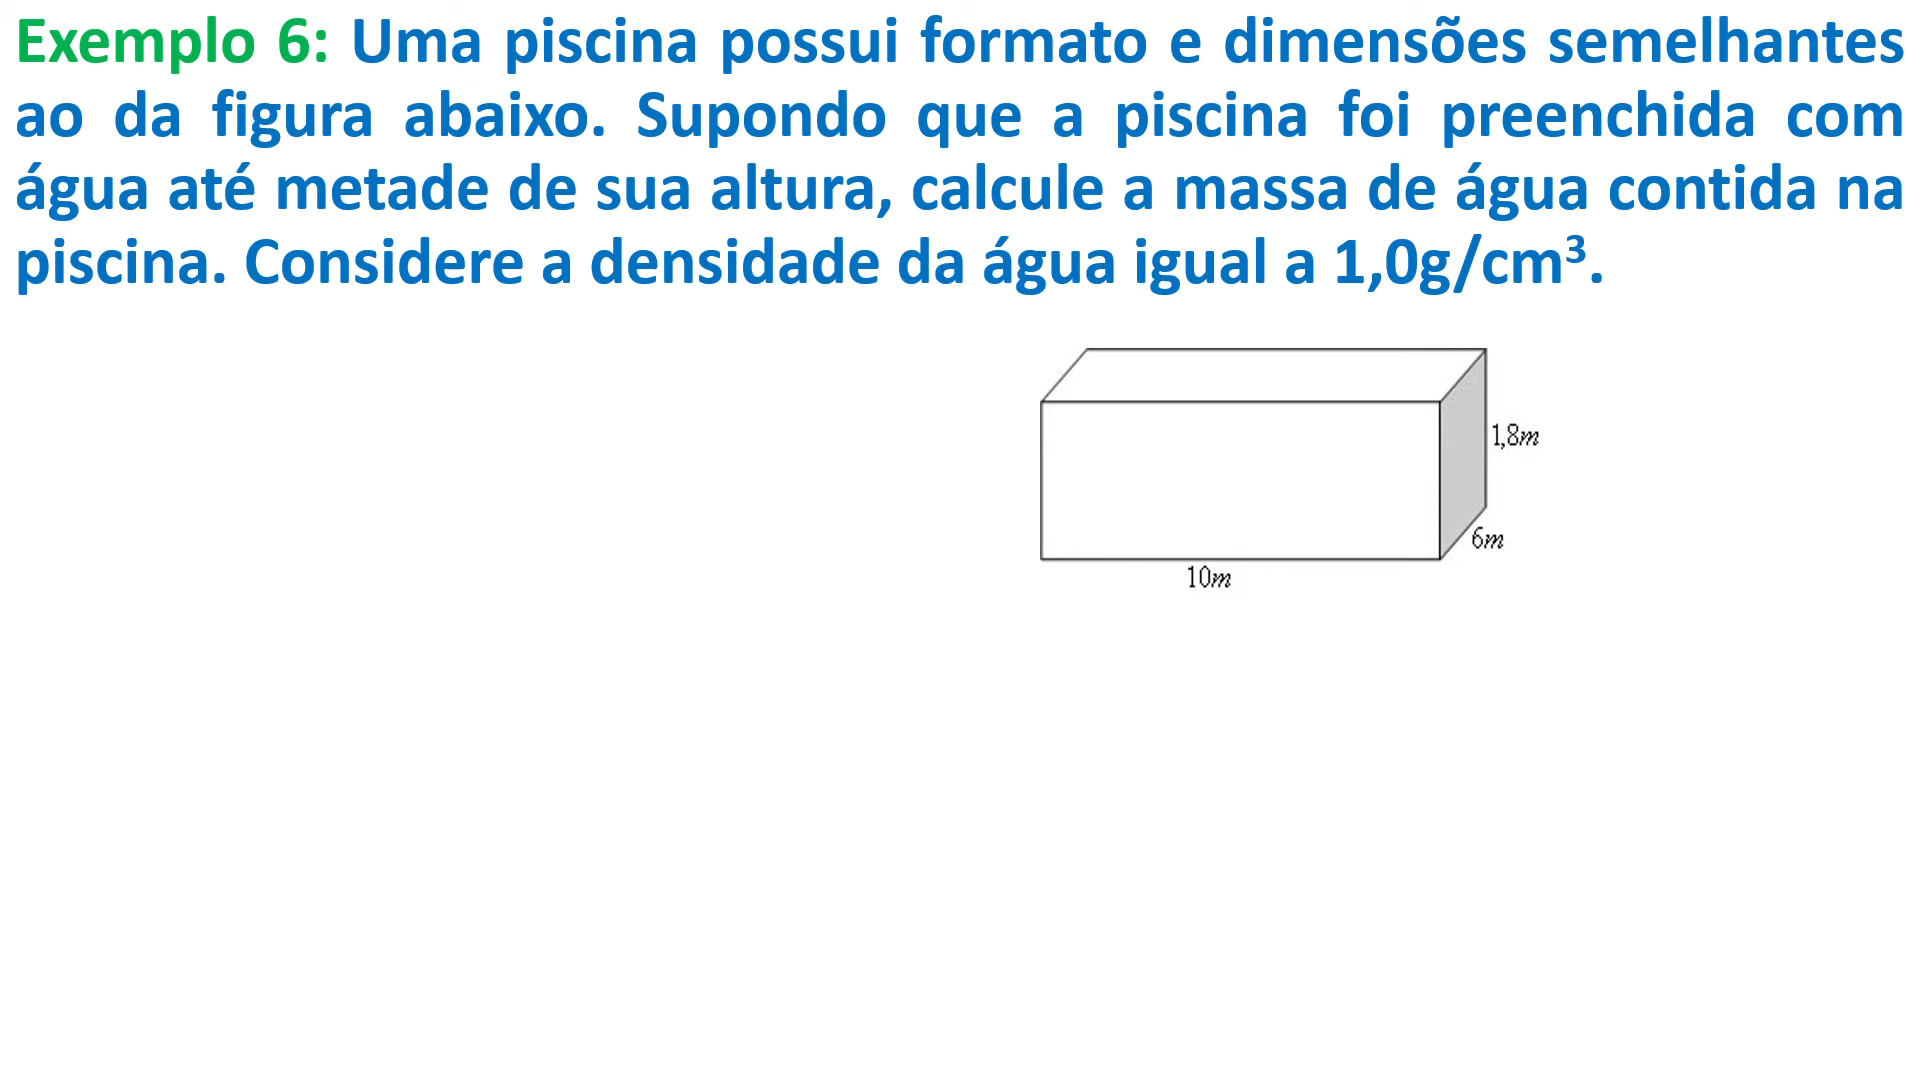 Exemplo 6: Uma piscina possui formato e dimensões semelhantes
ao da figura abaixo. Supondo que a piscina foi preenchida com
água até metade de sua altura, calcule a massa de água contida na
piscina. Considere a densidade da água igual a 1,0g/cm³.
1,8m
6m
10m